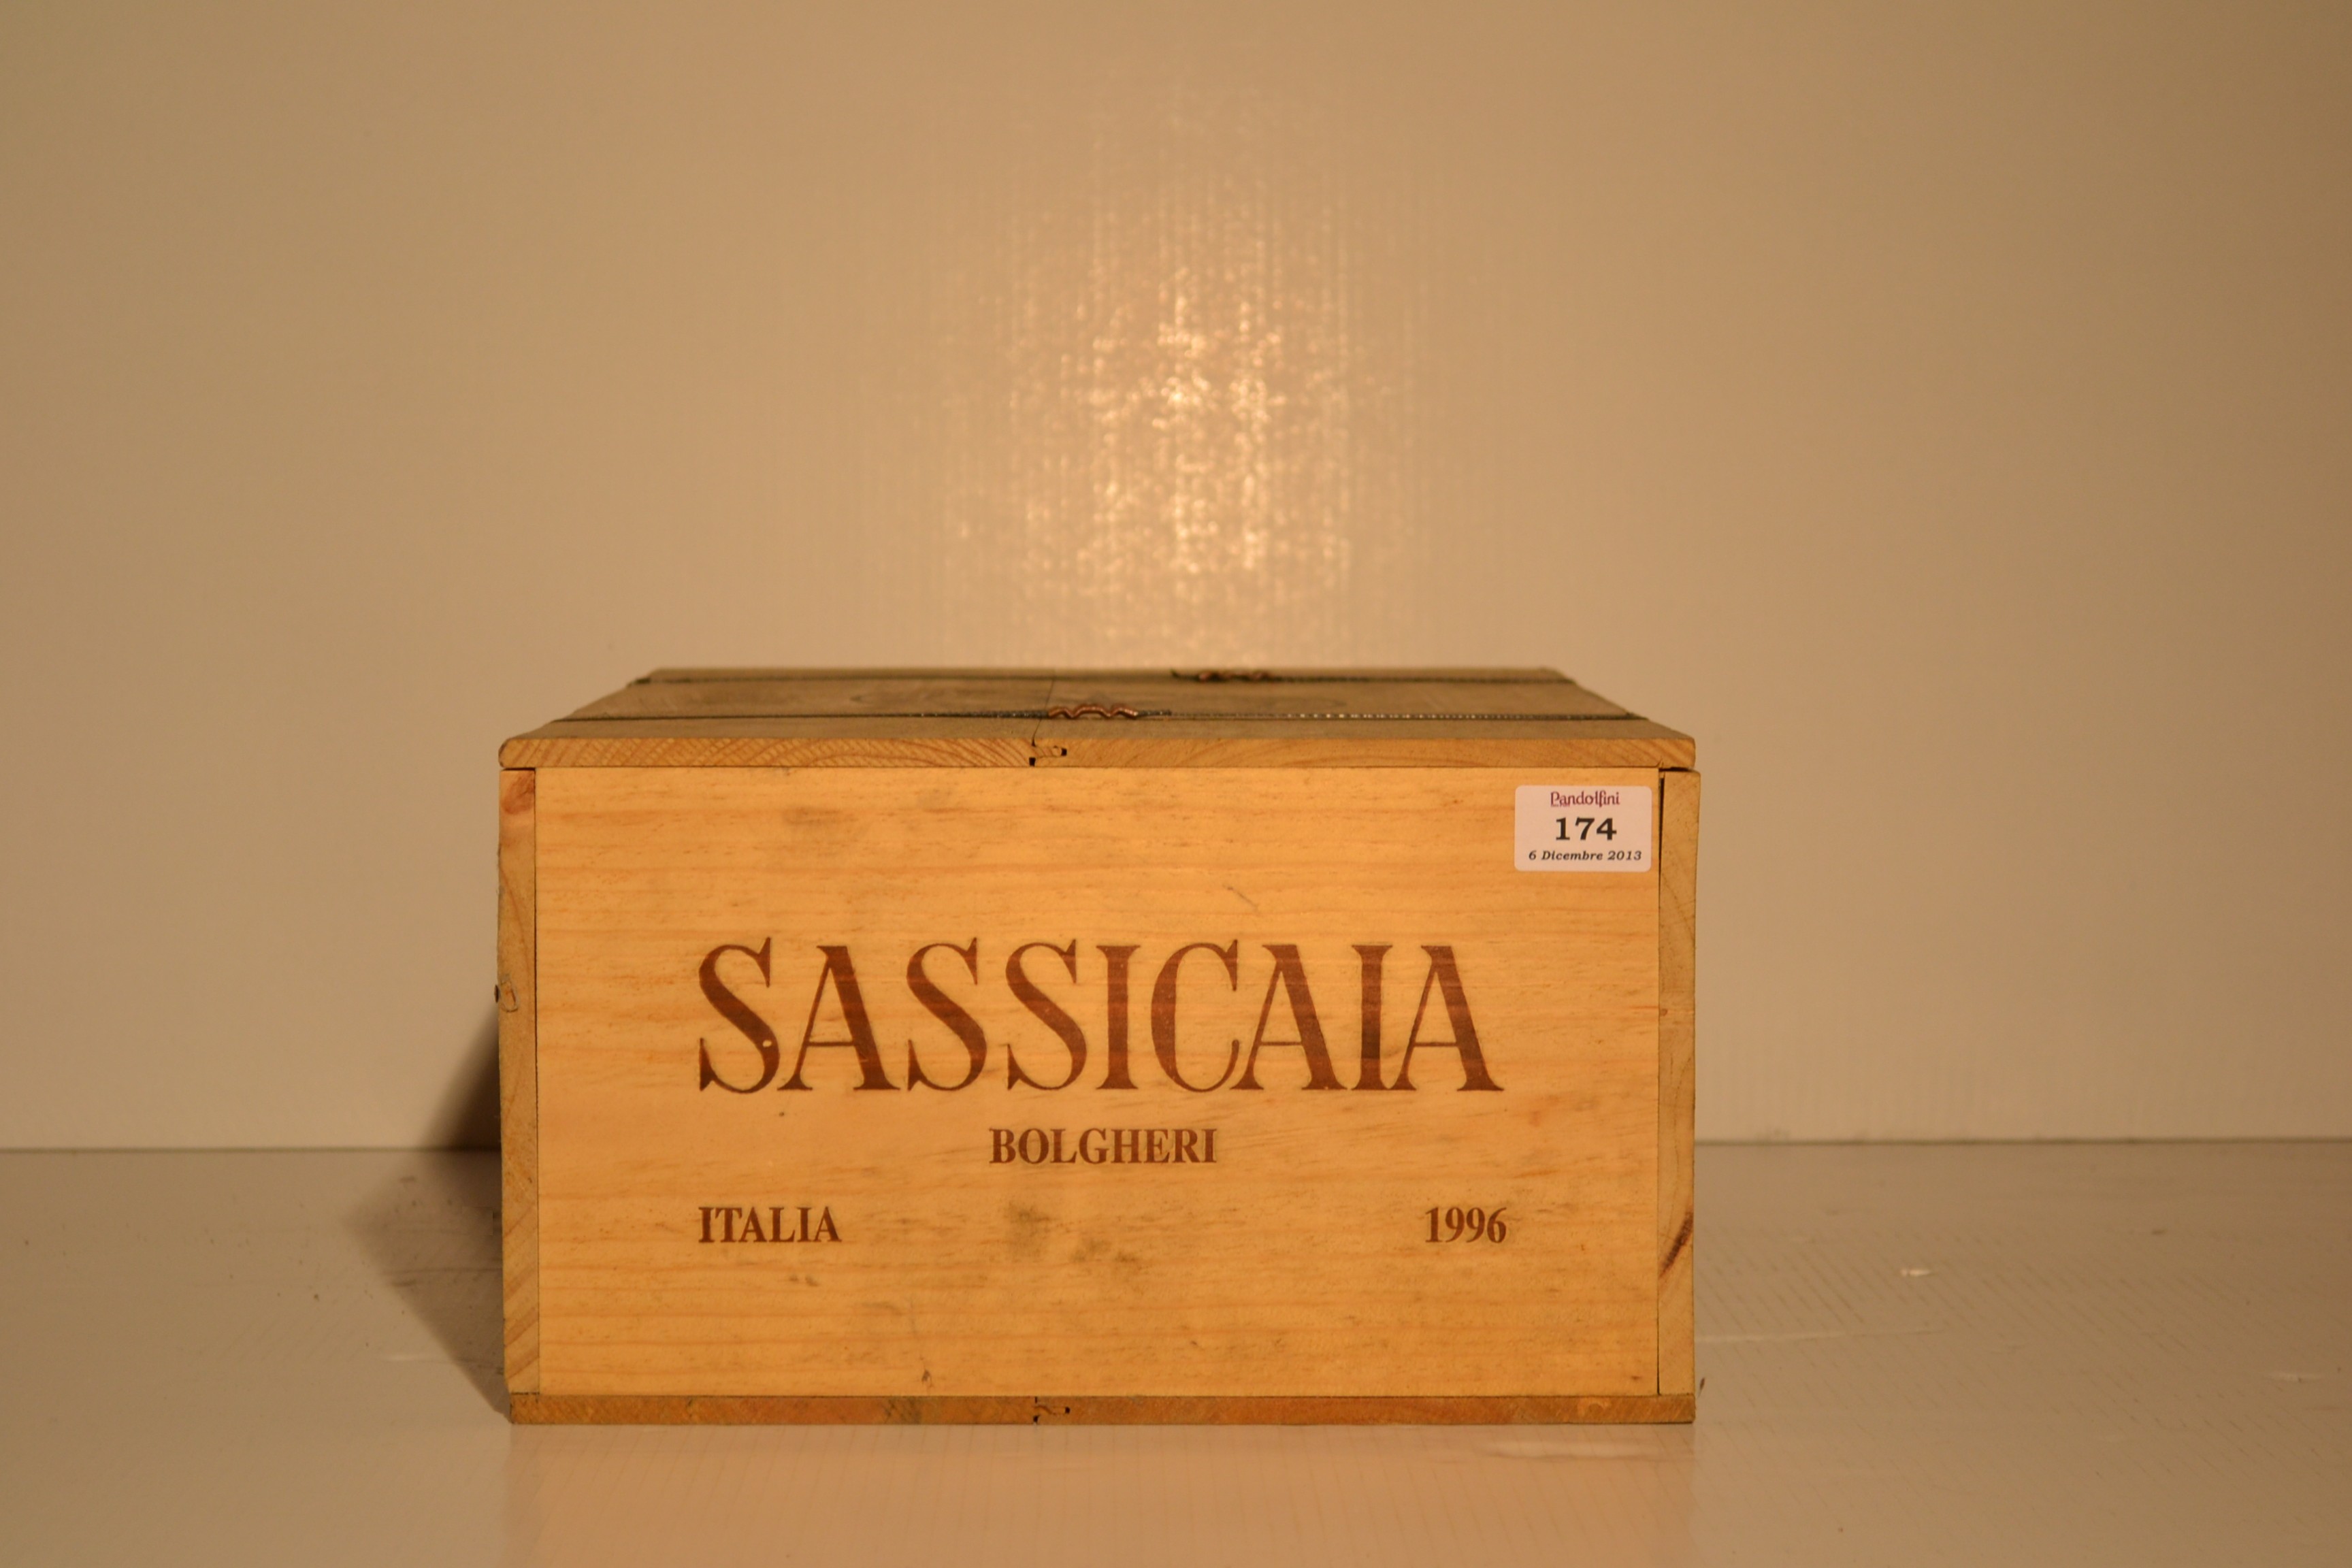 Pandolfini
174
6 Dicembre 2013
SASSICAIA
BOLGHERI
ITALIA 1996